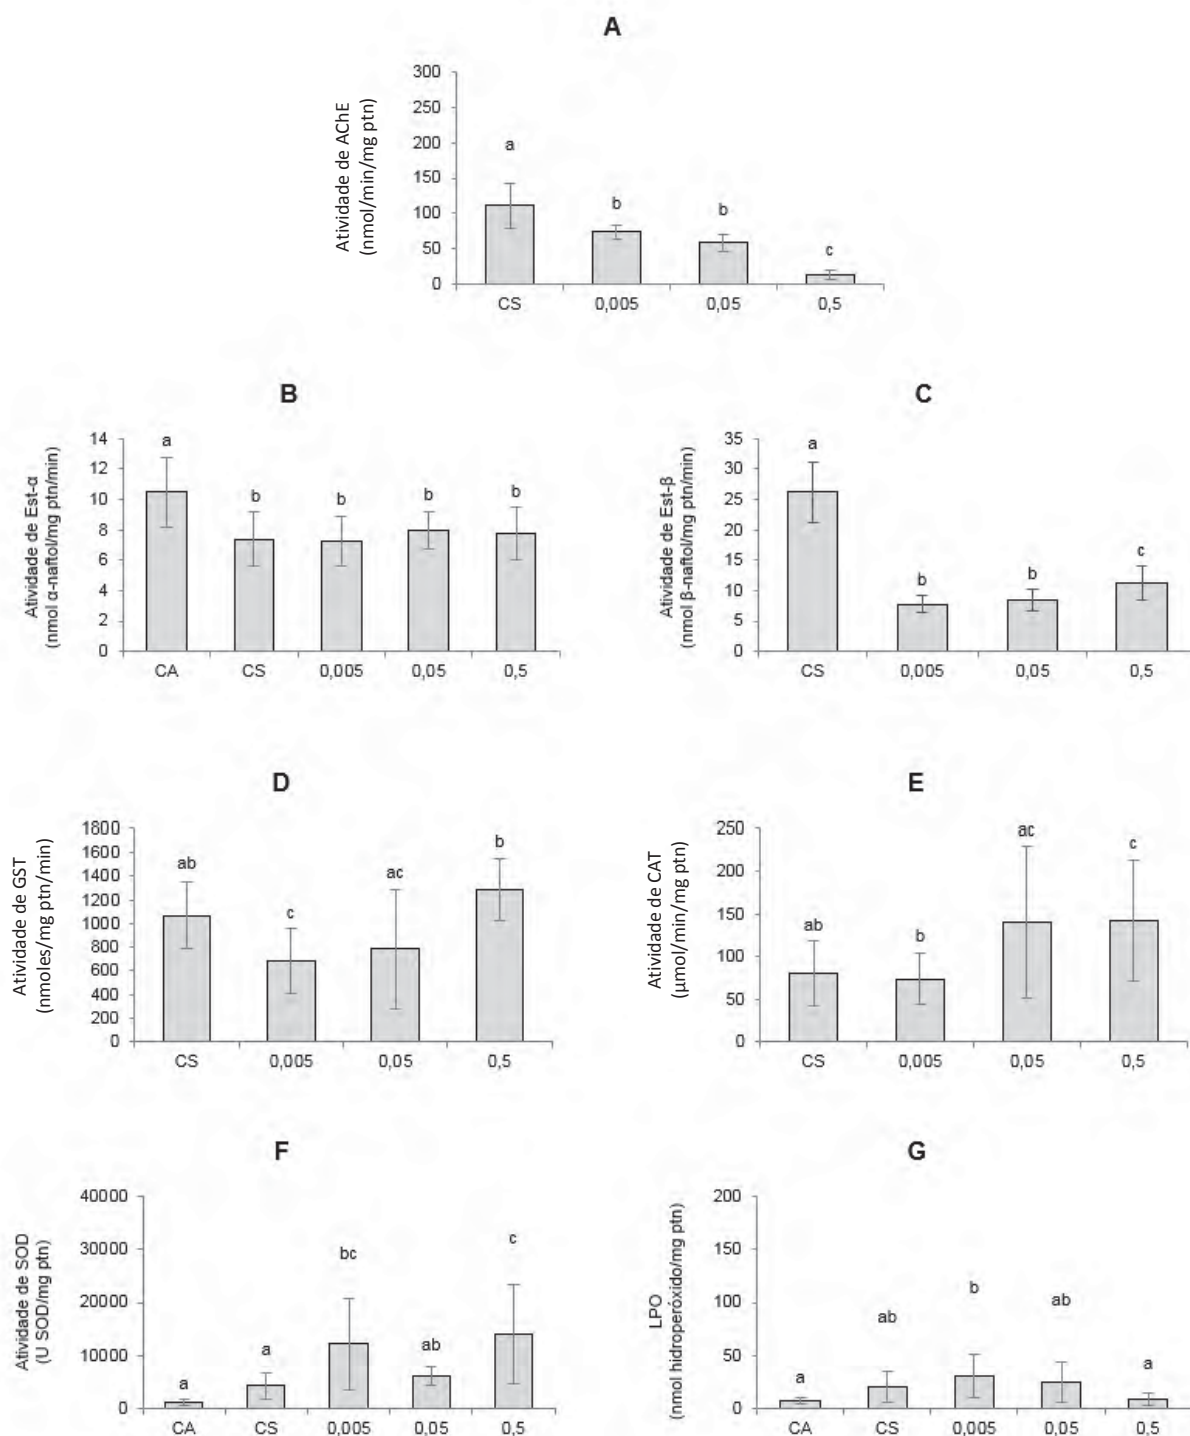 A
Atividade de AChE
(nmol/min/mg ptn)
300
250
200
150
100
50
0
a
b
b
c
CS 0,005 0,05 0,5
B
Atividade de Est-α
(nmol α-naftol/mg ptn/min)
14
12
10
8
6
4
2
0
a
b
b
b
b
CA CS 0,005 0,05 0,5
C
Atividade de Est-β
(nmol β-naftol/mg ptn/min)
35
30
25
20
15
10
5
0
a
b
b
c
CS 0,005 0,05 0,5
D
Atividade de GST
(nmoles/mg ptn/min)
1800
1600
1400
1200
1000
800
600
400
200
0
ab
c
ac
b
CS 0,005 0,05 0,5
E
Atividade de CAT
(µmol/min/mg ptn)
250
200
150
100
50
0
ab
b
ac
c
CS 0,005 0,05 0,5
F
Atividade de SOD
(U SOD/mg ptn)
40000
30000
20000
10000
0
a
a
bc
ab
c
CA CS 0,005 0,05 0,5
G
LPO
(nmol hidroperóxido/mg ptn)
200
150
100
50
0
a
ab
b
ab
a
CA CS 0,005 0,05 0,5